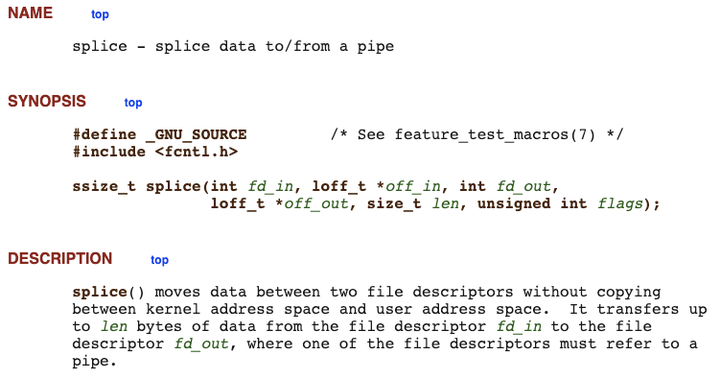 NAME top
splice - splice data to/from a pipe
SYNOPSIS top
#define _GNU_SOURCE /* See feature_test_macros(7) */
#include <fcntl.h>
ssize_t splice(int fd_in, loff_t *off_in, int fd_out,
loff_t *off_out, size_t len, unsigned int flags);
DESCRIPTION top
splice() moves data between two file descriptors without copying
between kernel address space and user address space.  It transfers up
to len bytes of data from the file descriptor fd_in to the file
descriptor fd_out, where one of the file descriptors must refer to a
pipe.